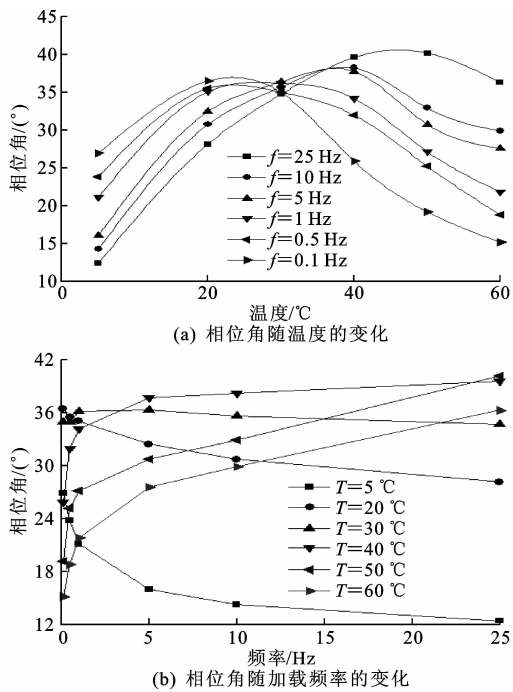 45
40
35
30
25
20
15
10
相位角/(°)
f=25 Hz
f=10 Hz
f=5 Hz
f=1 Hz
f=0.5 Hz
f=0.1 Hz
0 20 30 40 60
温度/℃
(a) 相位角随温度的变化
42
36
30
24
18
12
相位角/(°)
T=5 ℃
T=20 ℃
T=30 ℃
T=40 ℃
T=50 ℃
T=60 ℃
0 5 10 25
频率/Hz
(b) 相位角随加载频率的变化